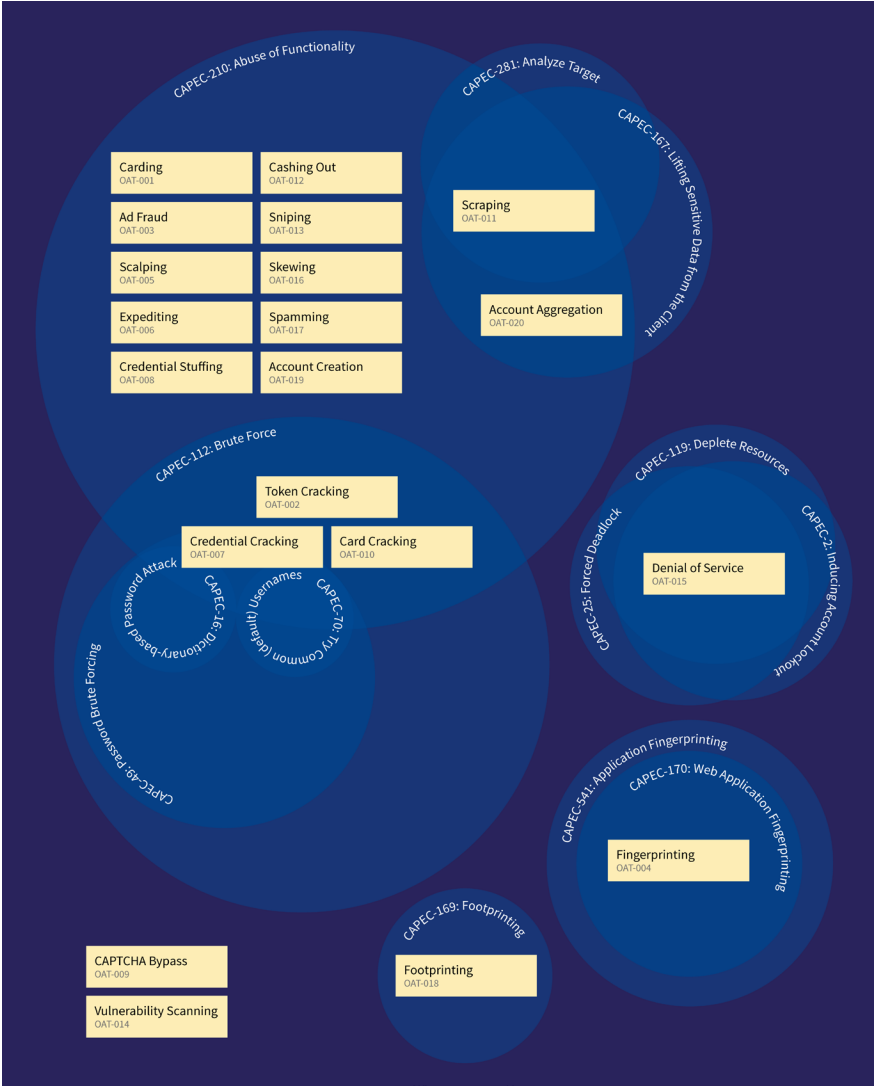 CAPEC-210: Abuse of Functionality
CAPEC-281: Analyze Target
CAPEC-167: Lifting Sensitive Data from the Client
Carding
OAT-001
Cashing Out
OAT-012
Ad Fraud
OAT-003
Sniping
OAT-013
Scalping
OAT-005
Skewing
OAT-016
Expediting
OAT-006
Spamming
OAT-017
Credential Stuffing
OAT-008
Account Creation
OAT-019
Scraping
OAT-011
Account Aggregation
OAT-020
CAPEC-112: Brute Force
Token Cracking
OAT-002
Credential Cracking
OAT-007
Card Cracking
OAT-010
CAPEC-16: Dictionary-based Password Attack
CAPEC-70: Try Common (default) Usernames
CAPEC-49: Password Brute Forcing
CAPEC-119: Deplete Resources
CAPEC-25: Forced Deadlock
CAPEC-2: Inducing Account Lockout
Denial of Service
OAT-015
CAPEC-541: Application Fingerprinting
CAPEC-170: Web Application Fingerprinting
Fingerprinting
OAT-004
CAPEC-169: Footprinting
Footprinting
OAT-018
CAPTCHA Bypass
OAT-009
Vulnerability Scanning
OAT-014